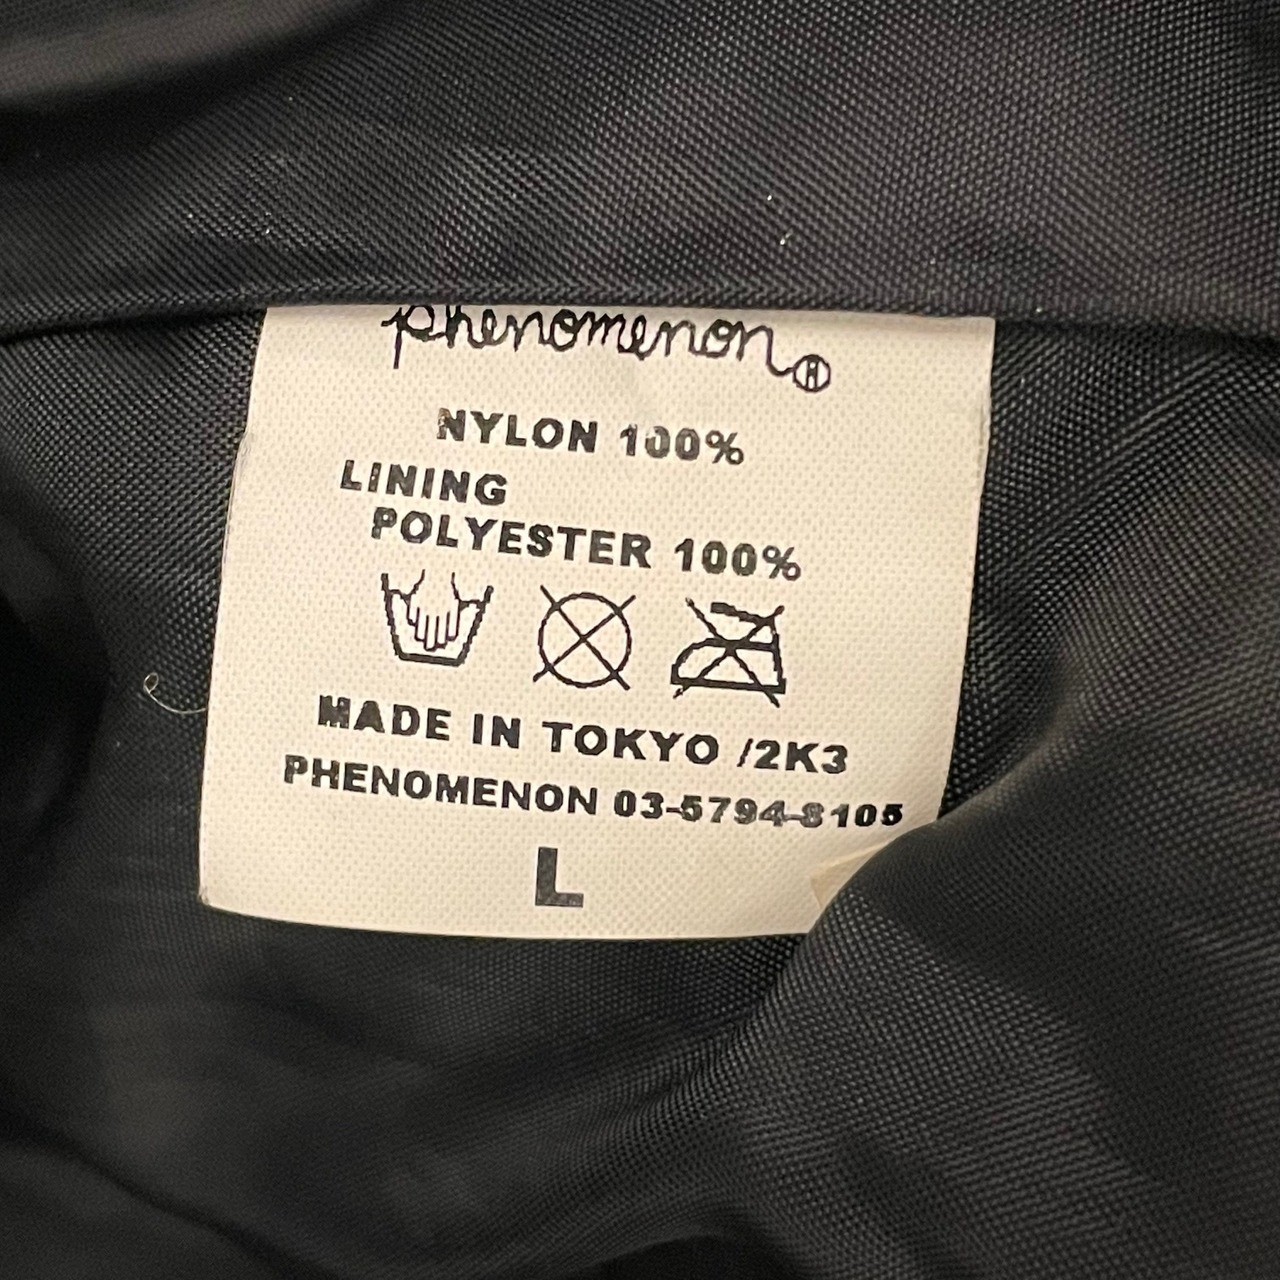 phenomenon®
NYLON 100%
LINING
POLYESTER 100%
MADE IN TOKYO /2K3
PHENOMENON 03-5794-8105
L